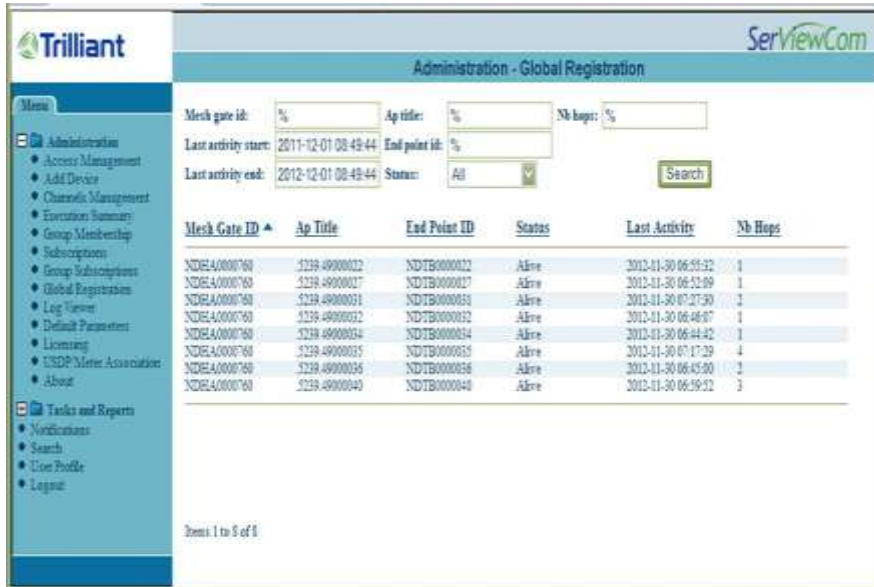 Trilliant
SerViewCom
Administration - Global Registration
Menu
Administration
Access Management
Add Device
Channels Management
Execution Summary
Group Membership
Subscriptions
Group Subscriptions
Global Registration
Log Viewer
Default Parameters
Licensing
USDP Meter Association
About
Tasks and Reports
Notifications
Search
User Profile
Logout
Mesh gate id: % Ap title: % Nb hops: %
Last activity start: 2011-12-01 08:49:44 End point id: %
Last activity end: 2012-12-01 08:49:44 Status: All Search
Mesh Gate ID Ap Title End Point ID Status Last Activity Nb Hops
NDHLA0000760 .5239.49000022 NDTB0000022 Alive 2012-11-30 06:55:32 1
NDHLA0000760 .5239.49000027 NDTB0000027 Alive 2012-11-30 06:52:09 1
NDHLA0000760 .5239.49000031 NDTB0000031 Alive 2012-11-30 07:27:30 2
NDHLA0000760 .5239.49000032 NDTB0000032 Alive 2012-11-30 06:46:07 1
NDHLA0000760 .5239.49000034 NDTB0000034 Alive 2012-11-30 06:44:42 1
NDHLA0000760 .5239.49000035 NDTB0000035 Alive 2012-11-30 07:17:29 4
NDHLA0000760 .5239.49000036 NDTB0000036 Alive 2012-11-30 06:45:00 2
NDHLA0000760 .5239.49000040 NDTB0000040 Alive 2012-11-30 06:59:52 3
Items 1 to 8 of 8